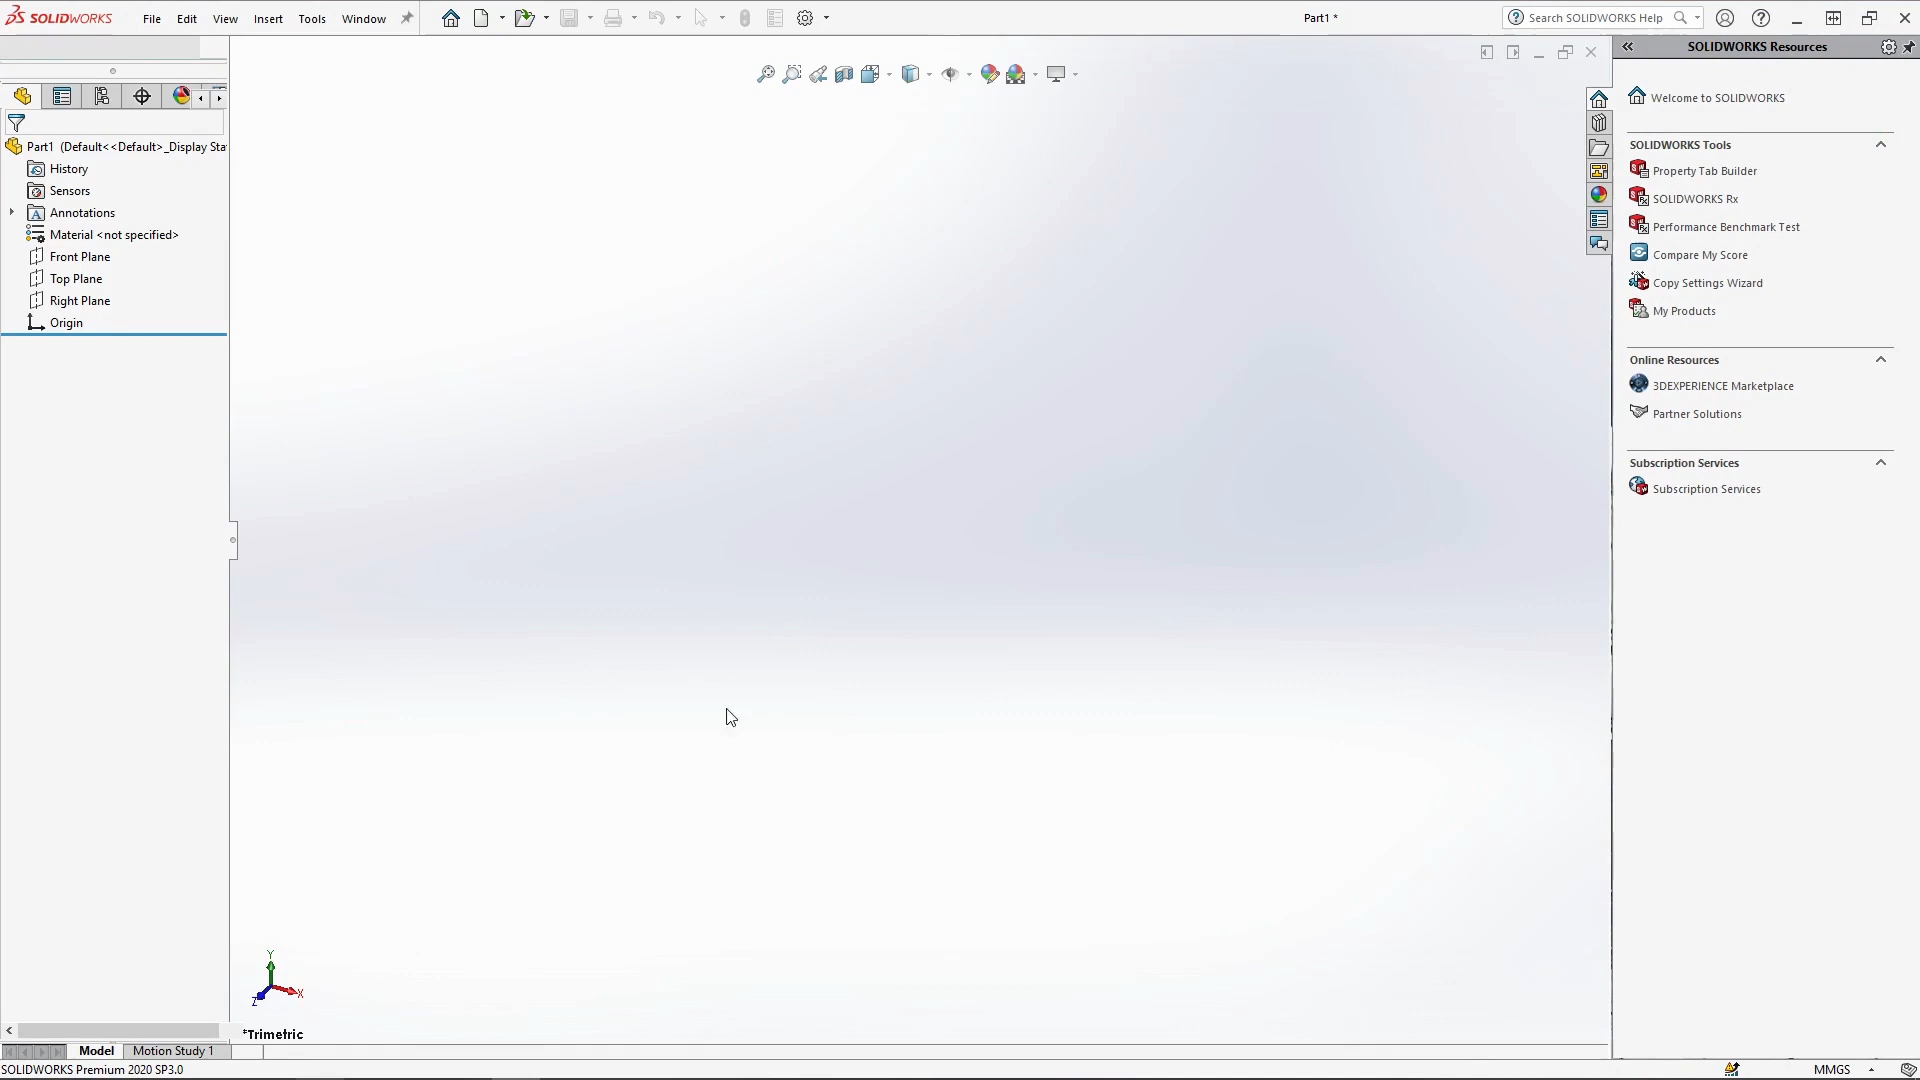 SOLIDWORKS File Edit View Insert Tools Window Part1 * Search SOLIDWORKS Help
Part1 (Default<<Default>_Display Sta
History
Sensors
Annotations
Material <not specified>
Front Plane
Top Plane
Right Plane
Origin
Y
X
Z
*Trimetric
Model Motion Study 1
SOLIDWORKS Premium 2020 SP3.0
MMGS
SOLIDWORKS Resources
Welcome to SOLIDWORKS
SOLIDWORKS Tools
Property Tab Builder
SOLIDWORKS Rx
Performance Benchmark Test
Compare My Score
Copy Settings Wizard
My Products
Online Resources
3DEXPERIENCE Marketplace
Partner Solutions
Subscription Services
Subscription Services